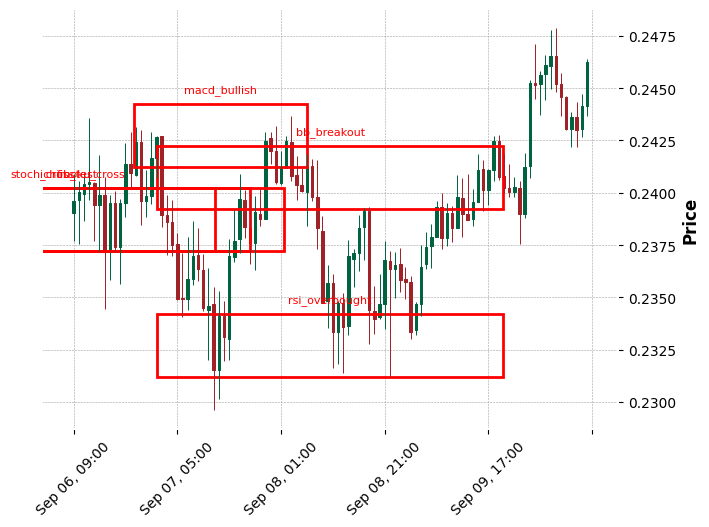 macd_bullish
bb_breakout
rsi_overbought
0.2475
0.2450
0.2425
0.2400
0.2375
0.2350
0.2325
0.2300
Price
Sep 06, 09:00
Sep 07, 05:00
Sep 08, 01:00
Sep 08, 21:00
Sep 09, 17:00